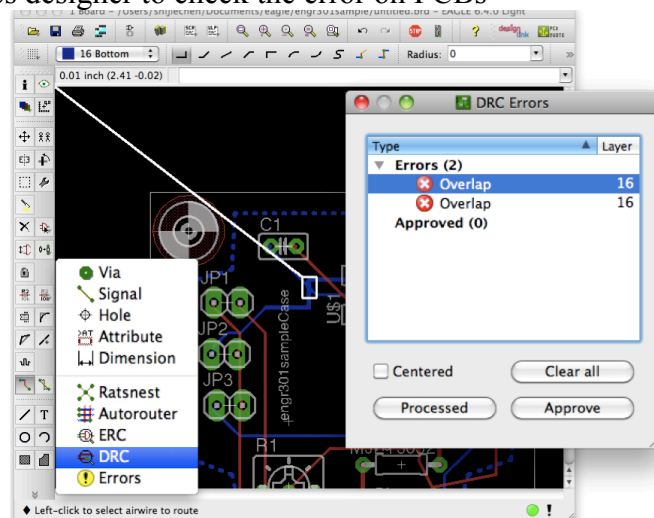 designer to check the error on PCBs
1 Board - /Users/shijiechen/Documents/eagle/engr301sample/untitled.brd - EAGLE 6.4.0 Light
16 Bottom
Radius: 0
0.01 inch (2.41 -0.02)
DRC Errors
Type Layer
Errors (2)
Overlap 16
Overlap 16
Approved (0)
Centered
Clear all
Processed
Approve
Via
Signal
Hole
Attribute
Dimension
Ratsnest
Autorouter
ERC
DRC
Errors
C1
JP1
JP2
JP3
U$1
engr301sampleCase
R1
Left-click to select airwire to route